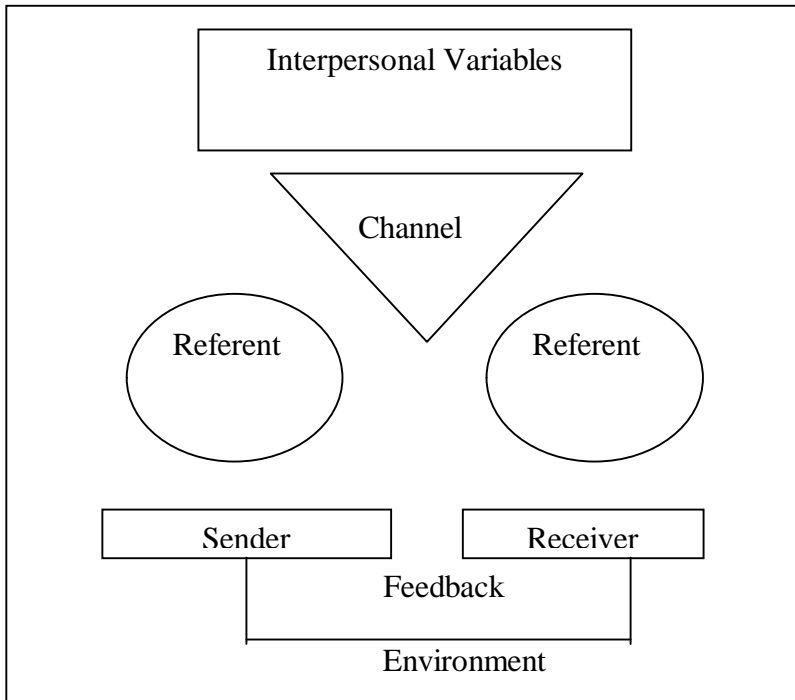 Interpersonal Variables
Channel
Referent
Referent
Sender
Receiver
Feedback
Environment